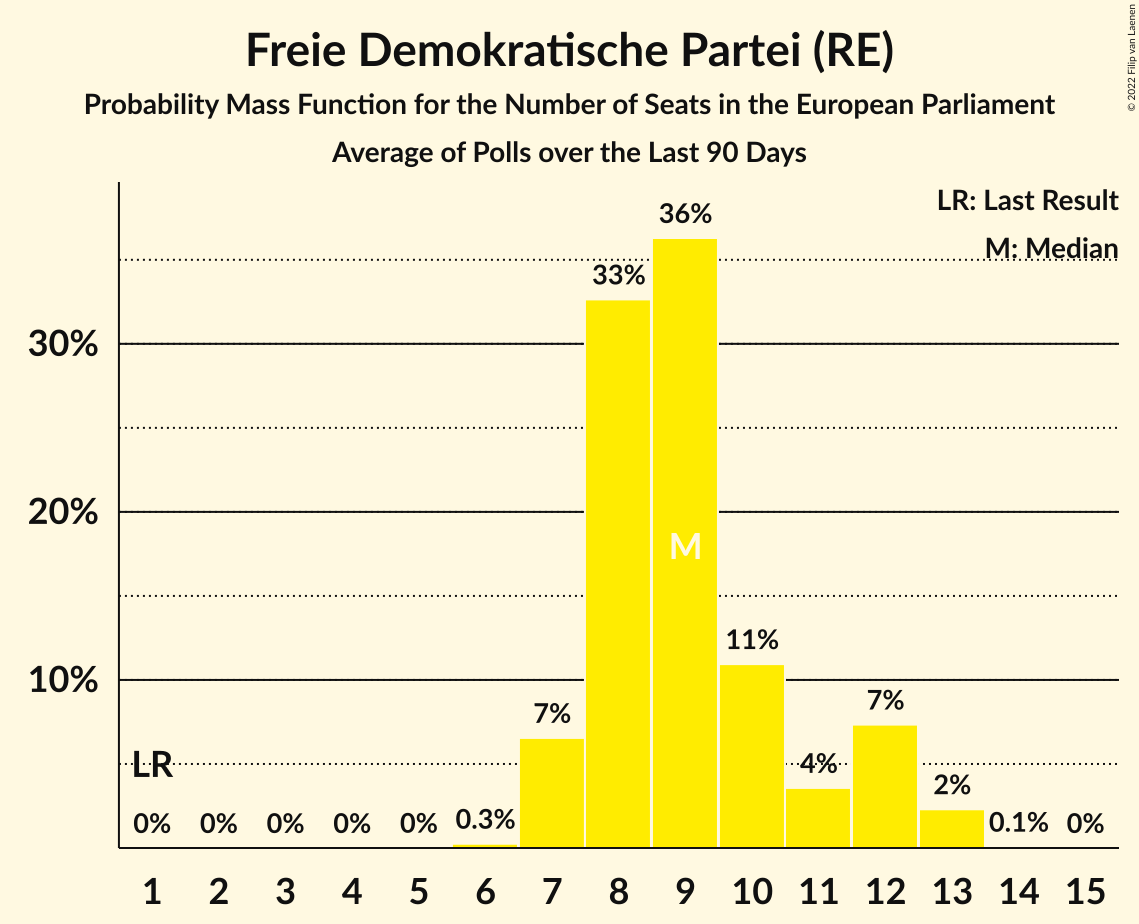 Freie Demokratische Partei (RE)
Probability Mass Function for the Number of Seats in the European Parliament
Average of Polls over the Last 90 Days
© 2022 Filip van Laenen
LR: Last Result
M: Median
36%
33%
30%
20%
M
11%
10%
7%
7%
LR
4%
2%
0% 0% 0% 0% 0% 0.3% 0.1% 0%
1 2 3 4 5 6 7 8 9 10 11 12 13 14 15